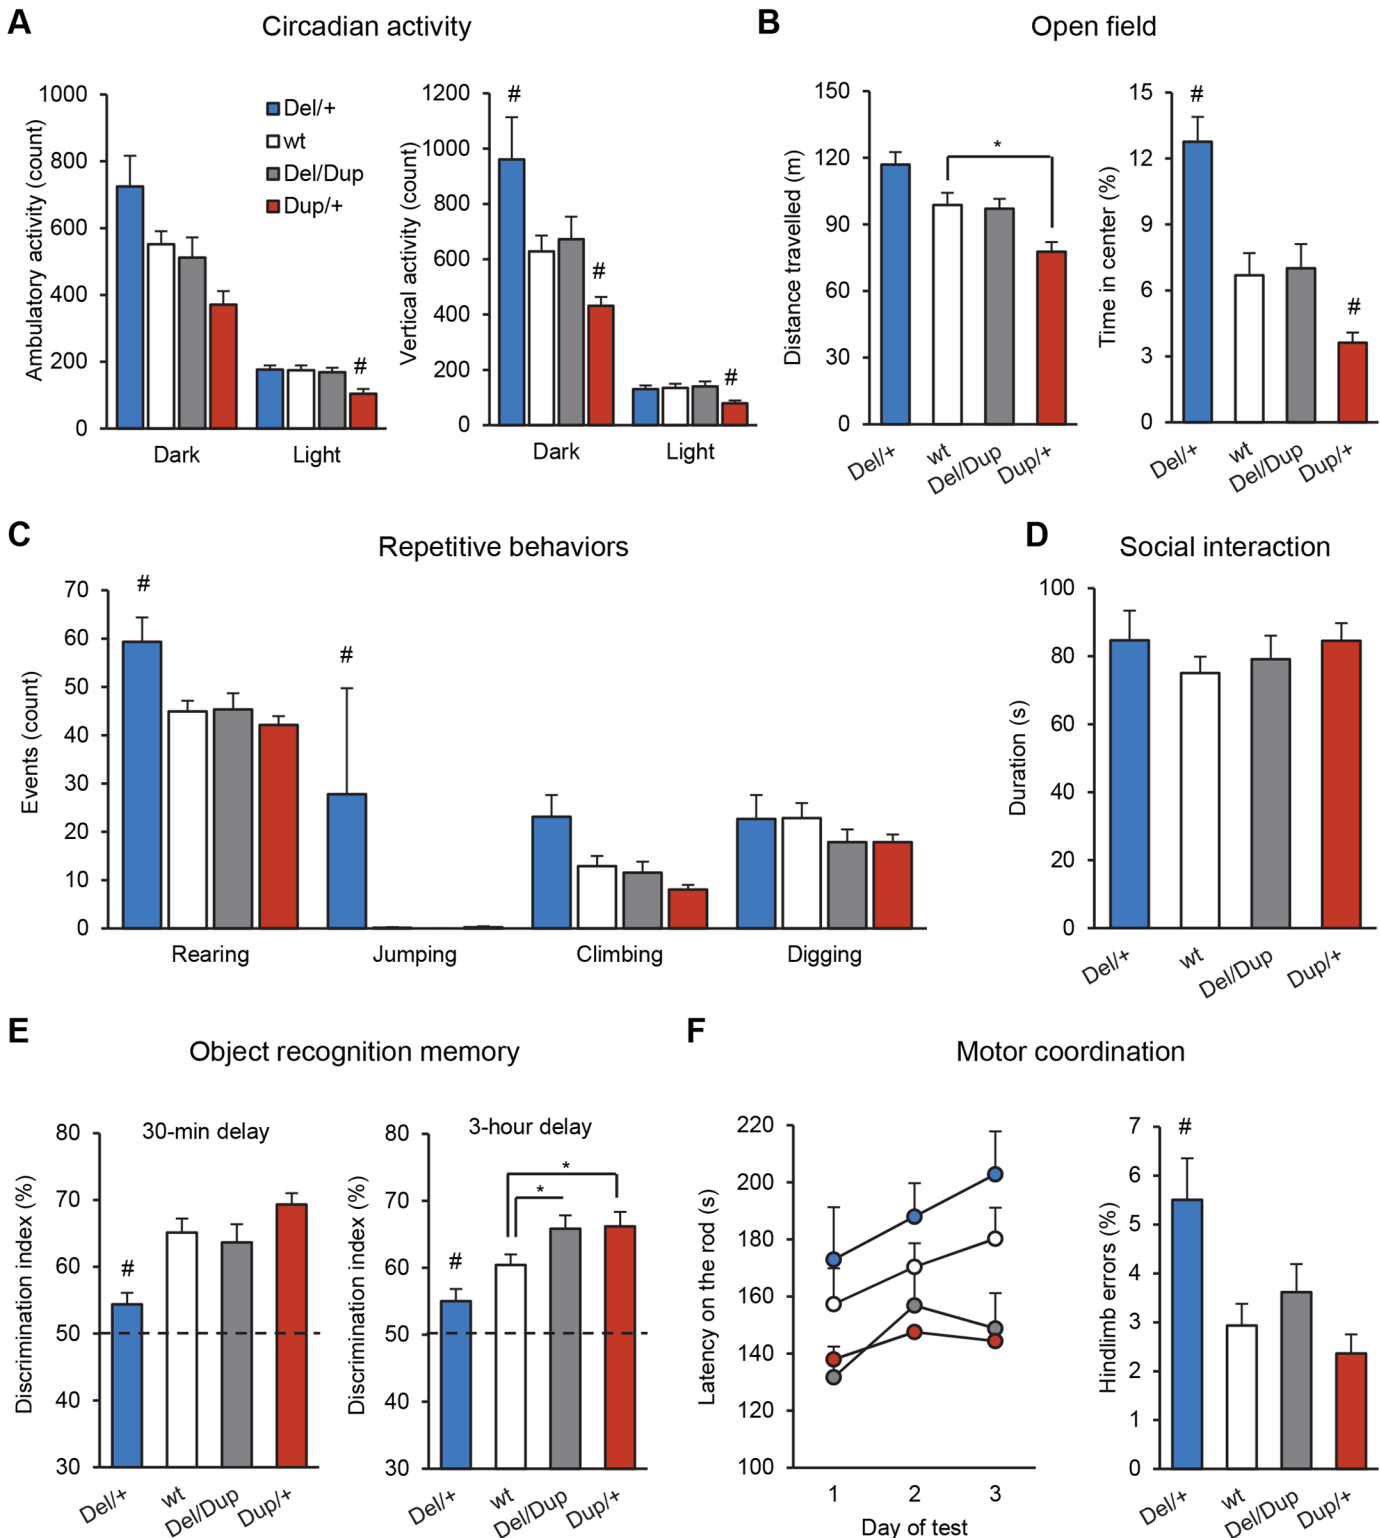 A
Circadian activity
Ambulatory activity (count)
1000
800
600
400
200
0
Dark
Light
Del/+
wt
Del/Dup
Dup/+
#
Vertical activity (count)
1200
1000
800
600
400
200
0
#
#
#
Dark
Light
B
Open field
Distance travelled (m)
150
120
90
60
30
0
*
Del/+
wt
Del/Dup
Dup/+
Time in center (%)
15
12
9
6
3
0
#
#
Del/+
wt
Del/Dup
Dup/+
C
Repetitive behaviors
Events (count)
70
60
50
40
30
20
10
0
#
#
Rearing
Jumping
Climbing
Digging
D
Social interaction
Duration (s)
100
80
60
40
20
0
Del/+
wt
Del/Dup
Dup/+
E
Object recognition memory
30-min delay
Discrimination index (%)
80
70
60
50
40
30
#
Del/+
wt
Del/Dup
Dup/+
3-hour delay
Discrimination index (%)
80
70
60
50
40
30
*
*
#
Del/+
wt
Del/Dup
Dup/+
F
Motor coordination
Latency on the rod (s)
220
200
180
160
140
120
100
1
2
3
Day of test
Hindlimb errors (%)
7
6
5
4
3
2
1
0
#
Del/+
wt
Del/Dup
Dup/+